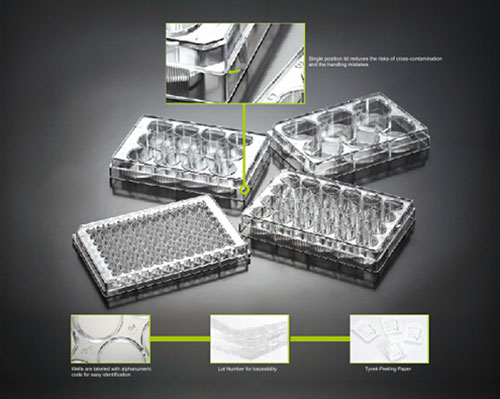 Single position lid reduces the risks of cross-contamination
and the handling mistakes
Wells are labeled with alphanumeric
code for easy identification
Lot Number for traceability
Tyvek Peeling Paper